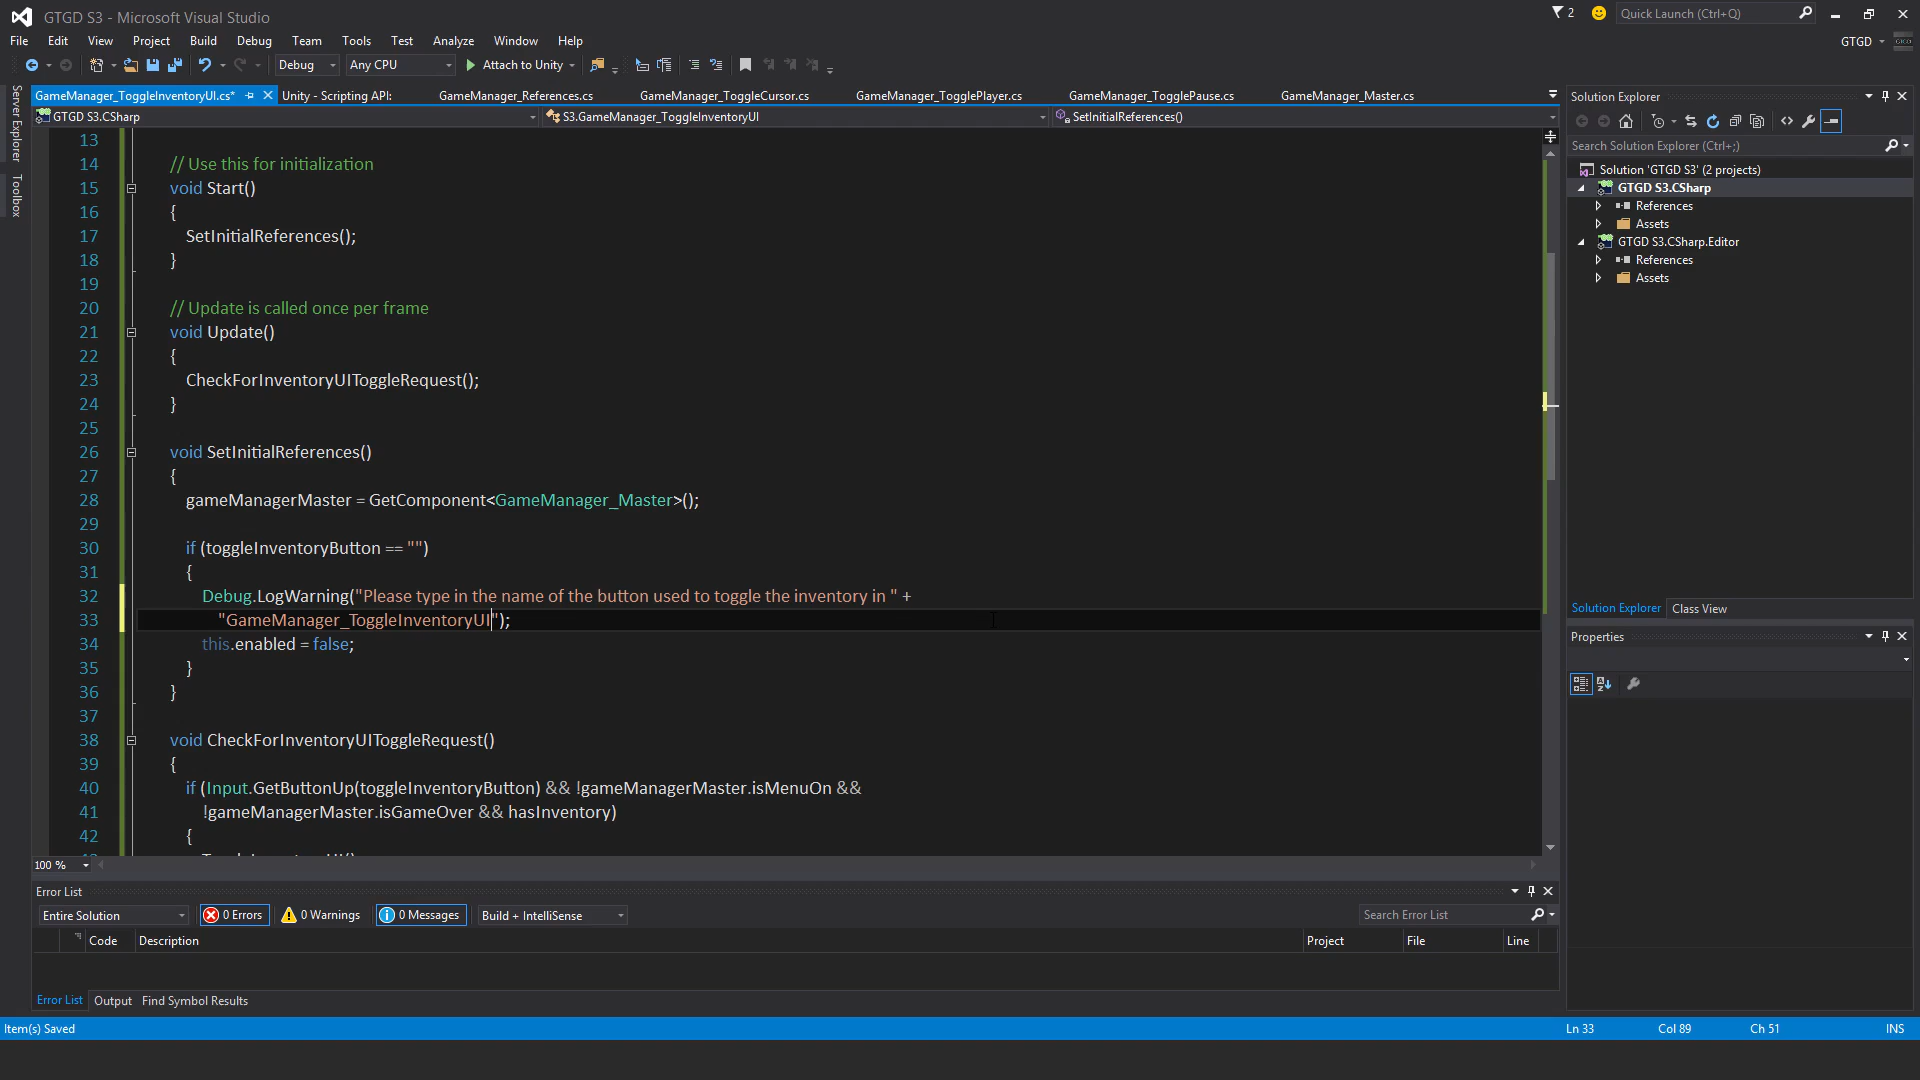 GTGD S3 - Microsoft Visual Studio
2
Quick Launch (Ctrl+Q)
File Edit View Project Build Debug Team Tools Test Analyze Window Help
GTGD
Debug Any CPU Attach to Unity
GameManager_ToggleInventoryUI.cs* Unity - Scripting API: GameManager_References.cs GameManager_ToggleCursor.cs GameManager_TogglePlayer.cs GameManager_TogglePause.cs GameManager_Master.cs
GTGD S3.CSharp S3.GameManager_ToggleInventoryUI SetInitialReferences()
Server Explorer
Toolbox
13
14 // Use this for initialization
15 void Start()
16 {
17 SetInitialReferences();
18 }
19
20 // Update is called once per frame
21 void Update()
22 {
23 CheckForInventoryUIToggleRequest();
24 }
25
26 void SetInitialReferences()
27 {
28 gameManagerMaster = GetComponent<GameManager_Master>();
29
30 if (toggleInventoryButton == "")
31 {
32 Debug.LogWarning("Please type in the name of the button used to toggle the inventory in " +
33 "GameManager_ToggleInventoryUI");
34 this.enabled = false;
35 }
36 }
37
38 void CheckForInventoryUIToggleRequest()
39 {
40 if (Input.GetButtonUp(toggleInventoryButton) && !gameManagerMaster.isMenuOn &&
41 !gameManagerMaster.isGameOver && hasInventory)
42 {
100 %
Solution Explorer
Search Solution Explorer (Ctrl+;)
Solution 'GTGD S3' (2 projects)
GTGD S3.CSharp
References
Assets
GTGD S3.CSharp.Editor
References
Assets
Solution Explorer Class View
Properties
Error List
Entire Solution 0 Errors 0 Warnings 0 Messages Build + IntelliSense Search Error List
Code Description Project File Line
Error List Output Find Symbol Results
Item(s) Saved Ln 33 Col 89 Ch 51 INS